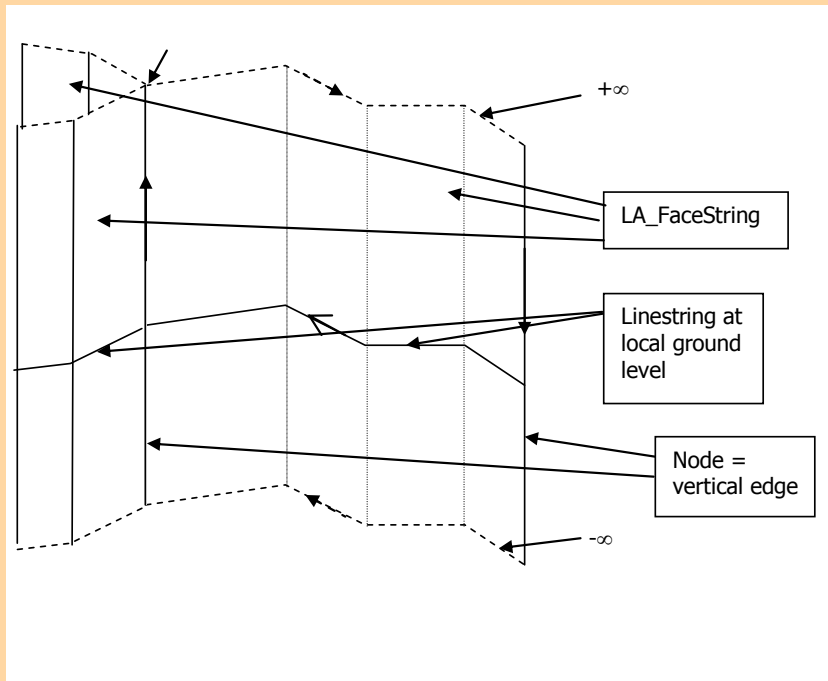 +∞
LA_FaceString
Linestring at
local ground
level
Node =
vertical edge
-∞